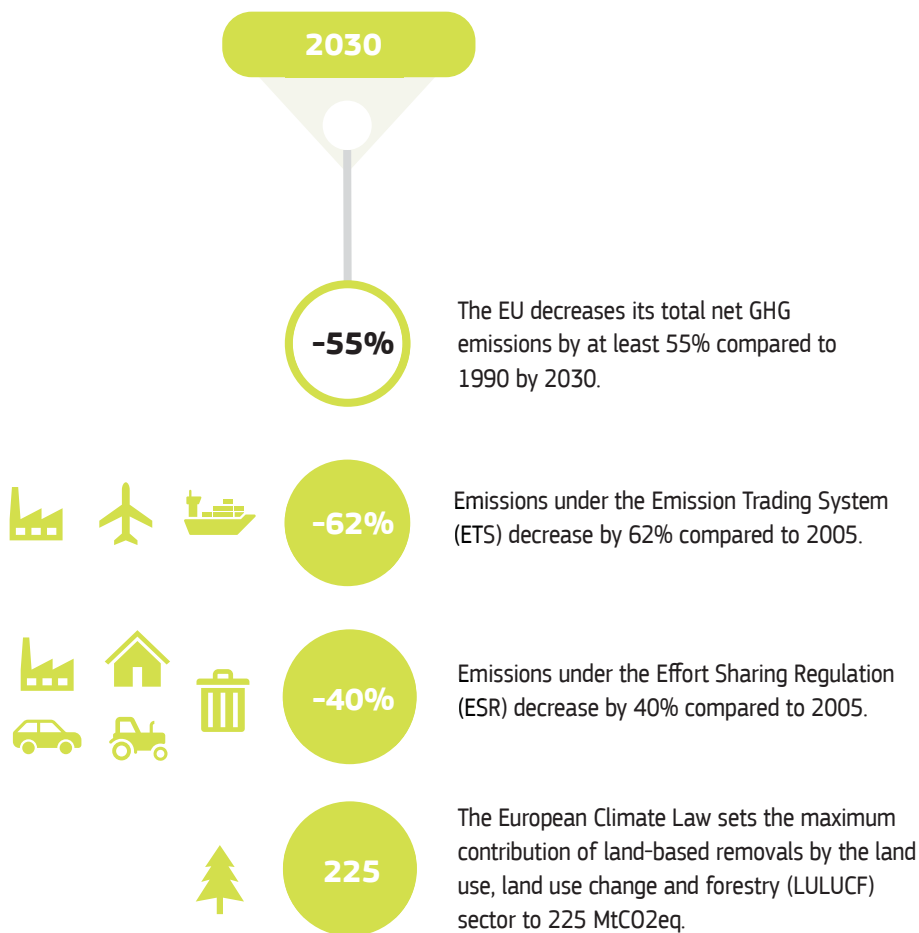 2030
-55%
The EU decreases its total net GHG
emissions by at least 55% compared to
1990 by 2030.
-62%
Emissions under the Emission Trading System
(ETS) decrease by 62% compared to 2005.
-40%
Emissions under the Effort Sharing Regulation
(ESR) decrease by 40% compared to 2005.
225
The European Climate Law sets the maximum
contribution of land-based removals by the land
use, land use change and forestry (LULUCF)
sector to 225 MtCO2eq.